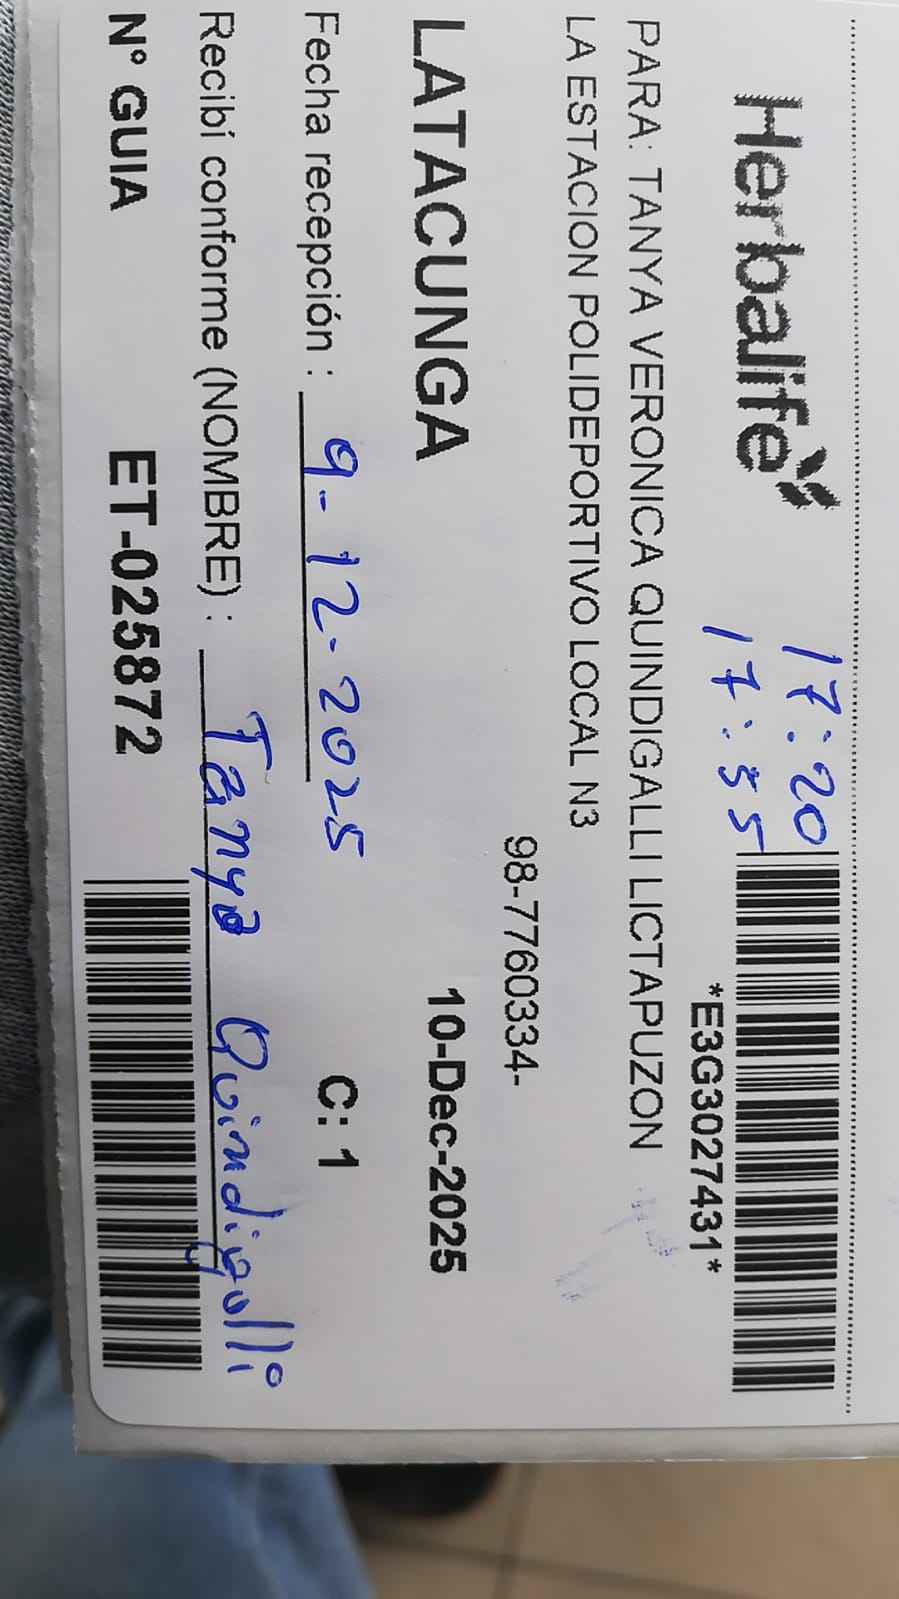 Herbalife
17:20
17:55
*E3G3027431*
PARA: TANYA VERONICA QUINDIGALLI LICTAPUZON
LA ESTACION POLIDEPORTIVO LOCAL N3
98-7760334-
LATACUNGA 10-Dec-2025
Fecha recepción : 9-12-2025 C: 1
Recibí conforme (NOMBRE) : Tanya Quindigalli
N° GUIA ET-025872